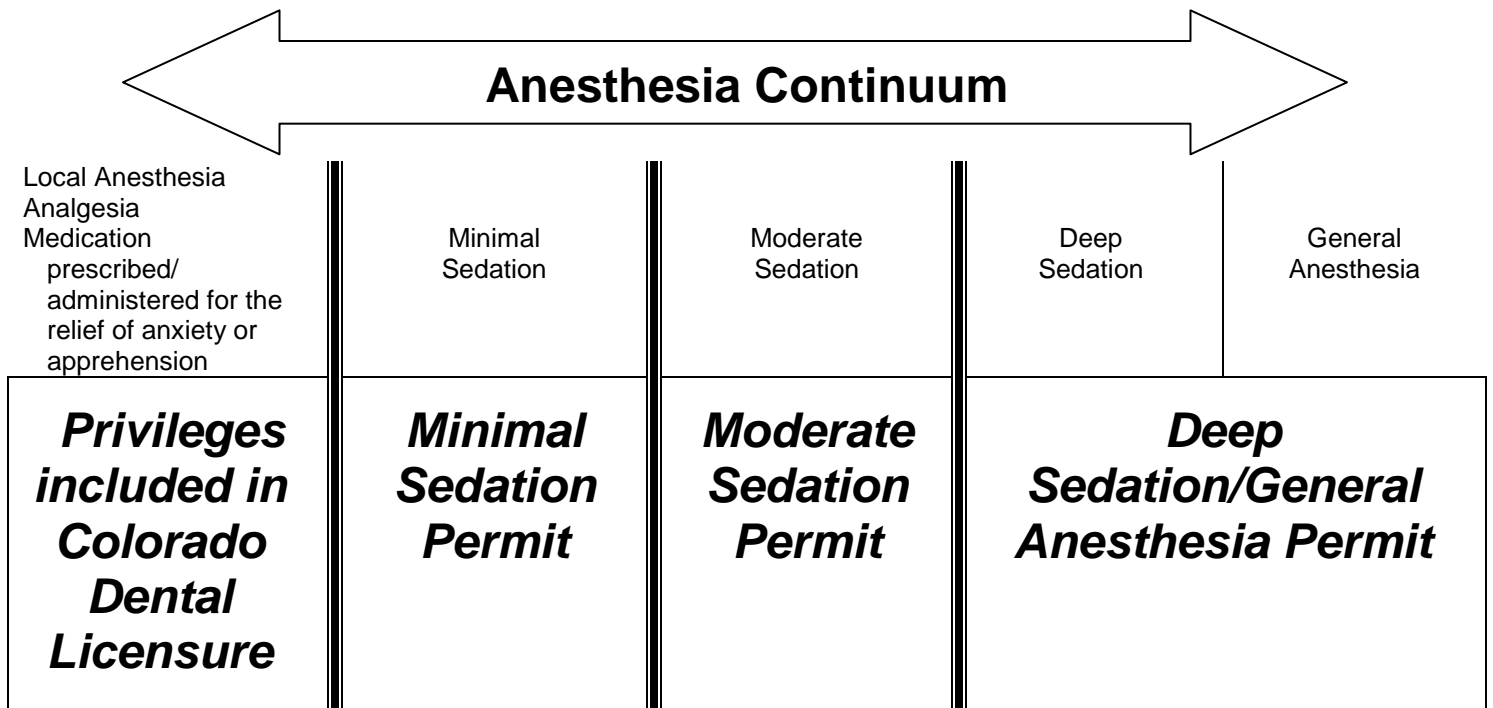 Anesthesia Continuum
Local Anesthesia
Analgesia
Medication
prescribed/
administered for the
relief of anxiety or
apprehension
Minimal
Sedation
Moderate
Sedation
Deep
Sedation
General
Anesthesia
Privileges
included in
Colorado
Dental
Licensure
Minimal
Sedation
Permit
Moderate
Sedation
Permit
Deep
Sedation/General
Anesthesia Permit